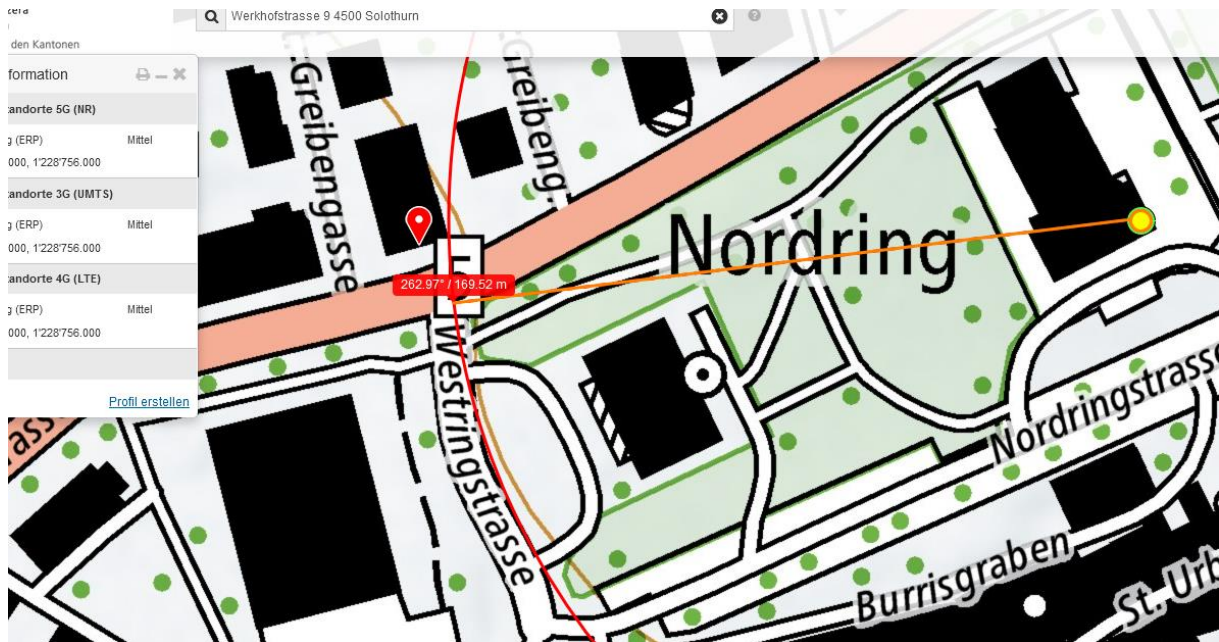 Werkhofstrasse 9 4500 Solothurn
den Kantonen
formation
tandorte 5G (NR)
g (ERP) Mittel
000, 1'228'756.000
tandorte 3G (UMTS)
g (ERP) Mittel
000, 1'228'756.000
tandorte 4G (LTE)
g (ERP) Mittel
000, 1'228'756.000
Profil erstellen
t.Greibengasse
Greibeng.
Nordring
5
262.97° / 169.52 m
Westringstrasse
Nordringstrasse
Burrisgraben
St. Urb